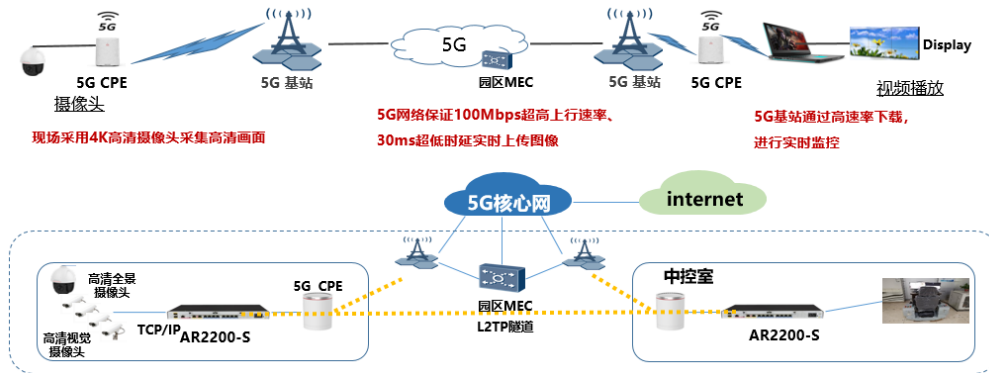 5G
5G CPE
摄像头
5G 基站
5G
园区MEC
5G 基站
5G
5G CPE
Display
视频播放
现场采用4K高清摄像头采集高清画面
5G网络保证100Mbps超高上行速率、
30ms超低时延实时上传图像
5G基站通过高速率下载，
进行实时监控
5G核心网
internet
高清全景
摄像头
高清视觉
摄像头
TCP/IP
AR2200-S
5G CPE
园区MEC
L2TP隧道
中控室
AR2200-S